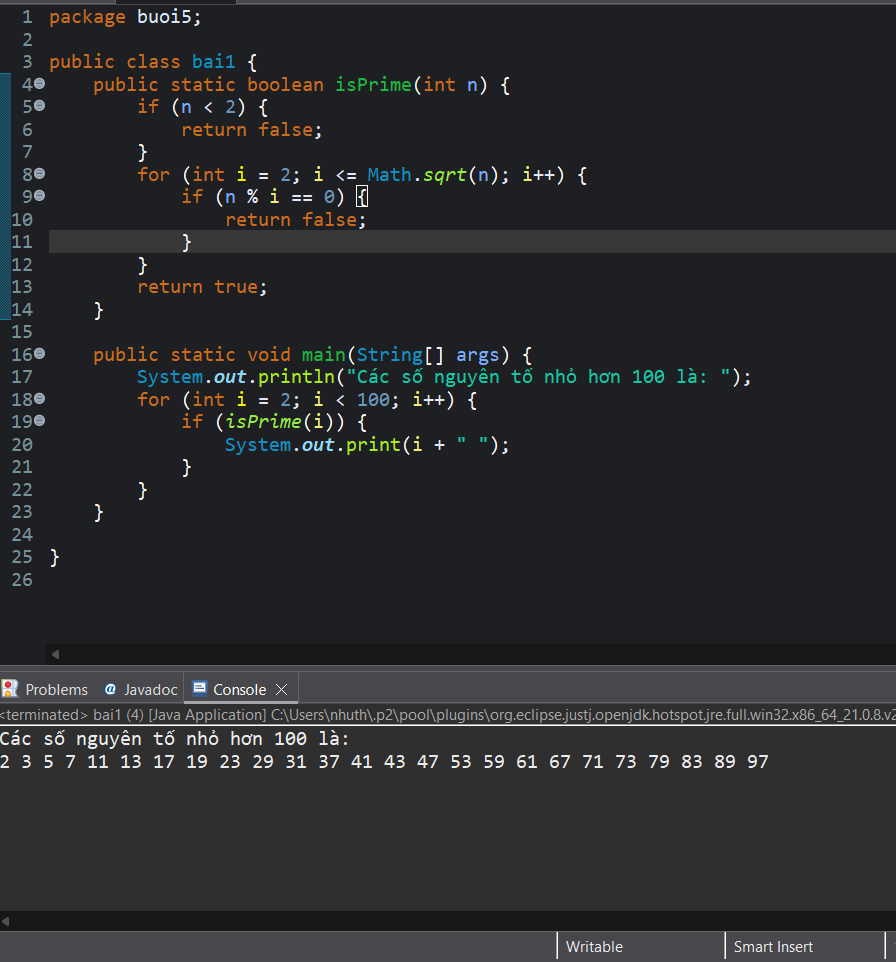 1 package buoi5;
2
3 public class bai1 {
4     public static boolean isPrime(int n) {
5         if (n < 2) {
6             return false;
7         }
8         for (int i = 2; i <= Math.sqrt(n); i++) {
9             if (n % i == 0) {
10                 return false;
11             }
12         }
13         return true;
14     }
15
16     public static void main(String[] args) {
17         System.out.println("Các số nguyên tố nhỏ hơn 100 là: ");
18         for (int i = 2; i < 100; i++) {
19             if (isPrime(i)) {
20                 System.out.print(i + " ");
21             }
22         }
23     }
24
25 }
26
Problems @ Javadoc Console
<terminated> bai1 (4) [Java Application] C:\Users\nhuth\.p2\pool\plugins\org.eclipse.justj.openjdk.hotspot.jre.full.win32.x86_64_21.0.8.v2
Các số nguyên tố nhỏ hơn 100 là:
2 3 5 7 11 13 17 19 23 29 31 37 41 43 47 53 59 61 67 71 73 79 83 89 97
Writable Smart Insert